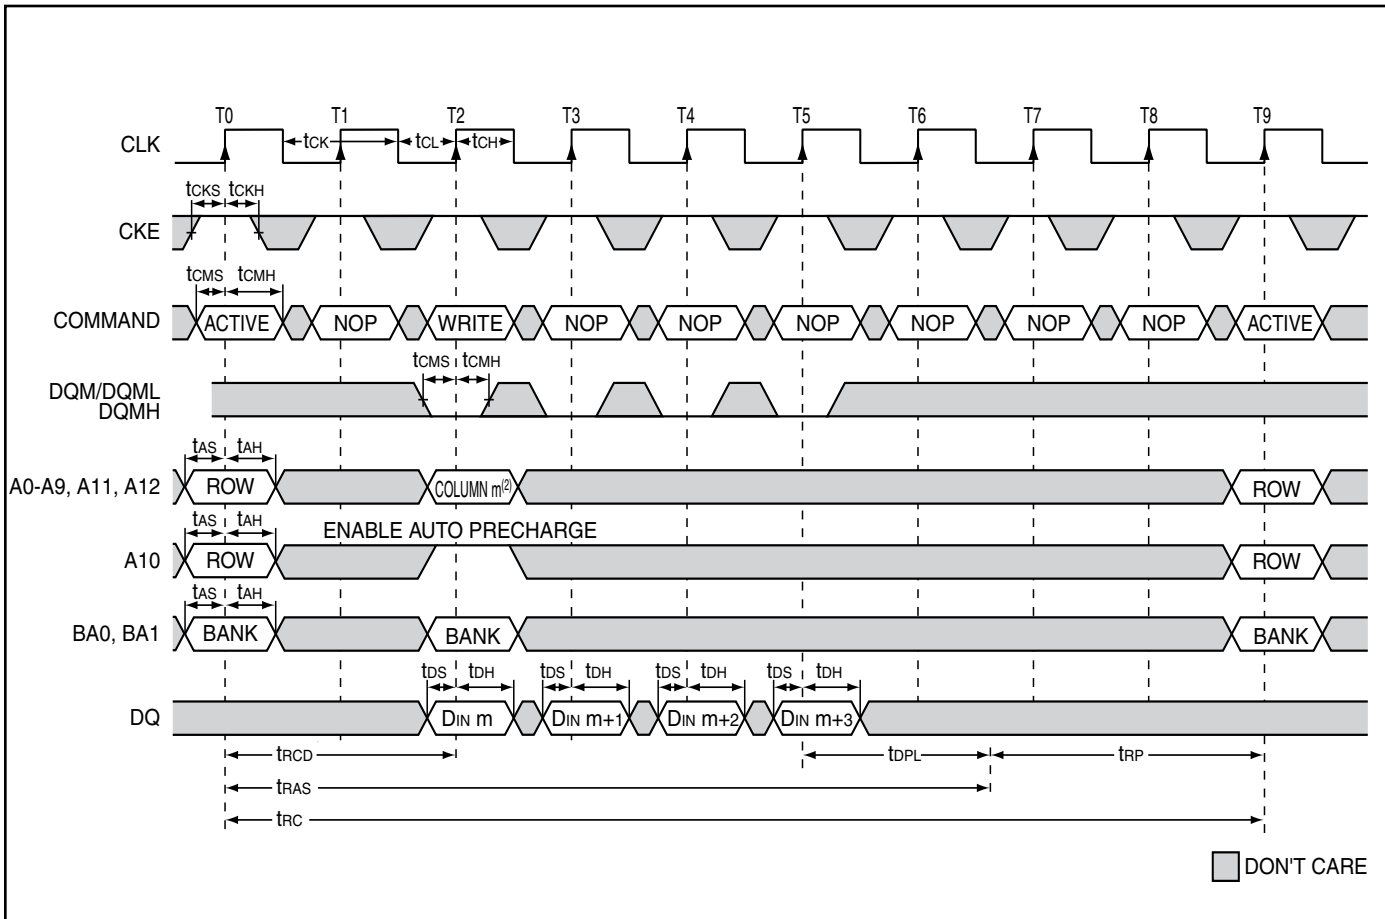 T0 T1 T2 T3 T4 T5 T6 T7 T8 T9
CLK tCK tCL tCH
tCKS tCKH
CKE
tCMS tCMH
COMMAND ACTIVE NOP WRITE NOP NOP NOP NOP NOP NOP ACTIVE
tCMS tCMH
DQM/DQML
DQMH
tAS tAH
A0-A9, A11, A12 ROW COLUMN m(2) ROW
tAS tAH ENABLE AUTO PRECHARGE
A10 ROW ROW
tAS tAH
BA0, BA1 BANK BANK BANK
tDS tDH tDS tDH tDS tDH tDS tDH
DQ DIN m DIN m+1 DIN m+2 DIN m+3
tRCD tDPL tRP
tRAS
tRC
DON'T CARE